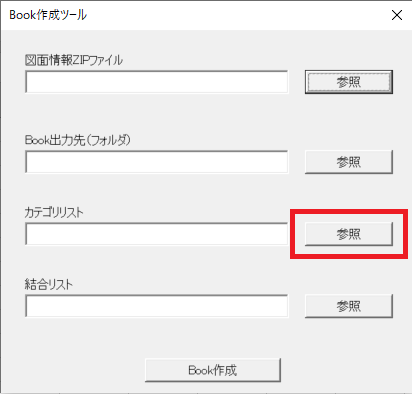 Book作成ツール
図面情報ZIPファイル
参照
Book出力先(フォルダ)
参照
カテゴリリスト
参照
結合リスト
参照
Book作成